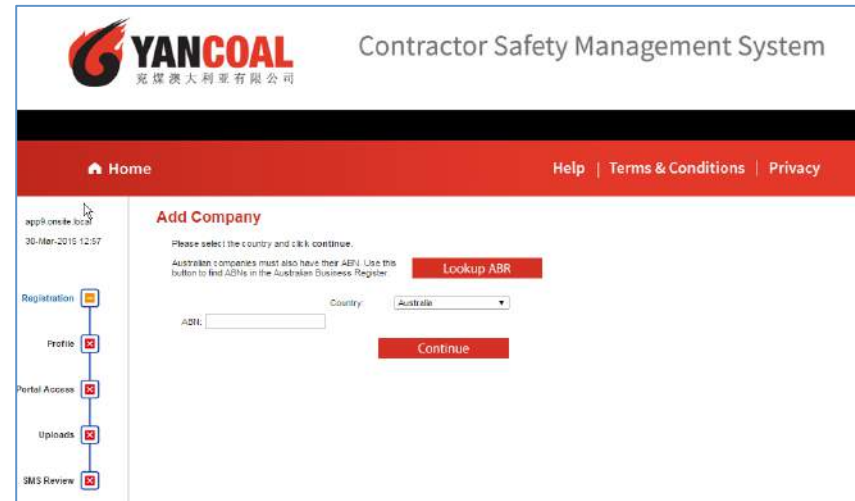 YANCOAL
兖煤澳大利亚有限公司
Contractor Safety Management System
Home
Help | Terms & Conditions | Privacy
app9.onsite.local
30-Mar-2015 12:57
Add Company
Please select the country and click continue.
Australian companies must also have their ABN. Use this
button to find ABNs in the Australian Business Register.
Lookup ABR
Country:
Australia
ABN:
Continue
Registration
Profile
Portal Access
Uploads
SMS Review